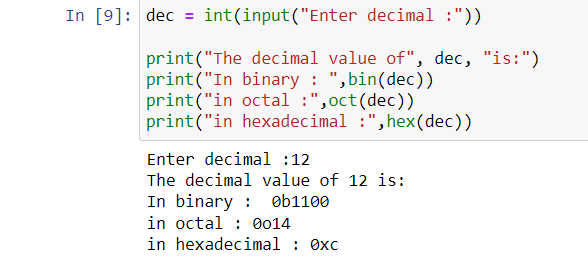 In [9]: dec = int(input("Enter decimal :"))
print("The decimal value of", dec, "is:")
print("In binary : ",bin(dec))
print("in octal :",oct(dec))
print("in hexadecimal :",hex(dec))
Enter decimal :12
The decimal value of 12 is:
In binary :  0b1100
in octal : 0o14
in hexadecimal : 0xc